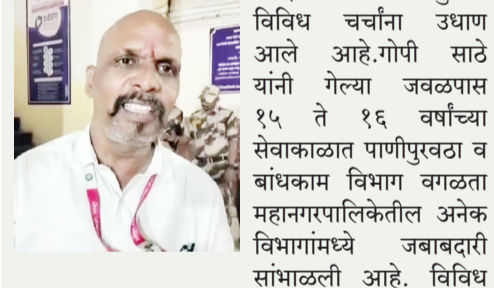 विविध चर्चांना उधाण
आले आहे.गोपी साठे
यांनी गेल्या जवळपास
१५ ते १६ वर्षांच्या
सेवाकाळात पाणीपुरवठा व
बांधकाम विभाग वगळता
महानगरपालिकेतील अनेक
विभागांमध्ये जबाबदारी
सांभाळली आहे. विविध